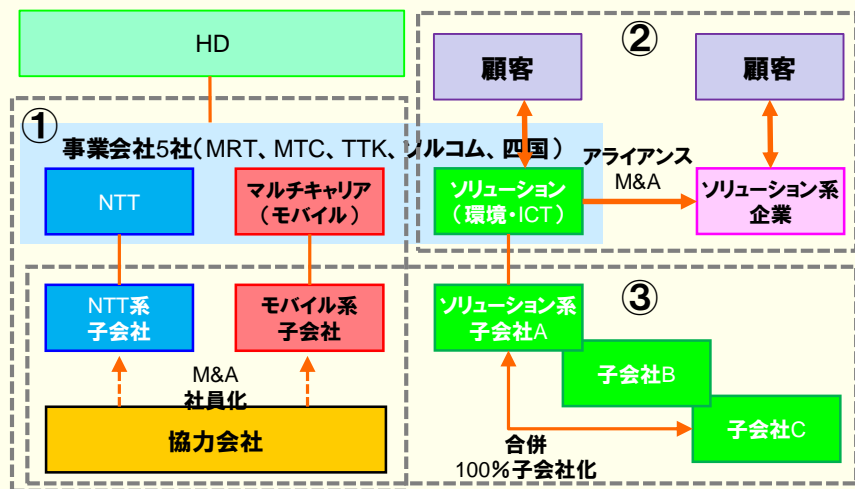 HD
①
事業会社5社(MRT、MTC、TTK、ソルコム、四国)
NTT
マルチキャリア
(モバイル)
NTT系
子会社
モバイル系
子会社
M&A
社員化
協力会社
②
顧客
顧客
アライアンス
M&A
ソリューション
(環境・ICT)
ソリューション系
企業
③
ソリューション系
子会社A
子会社B
子会社C
合併
100%子会社化